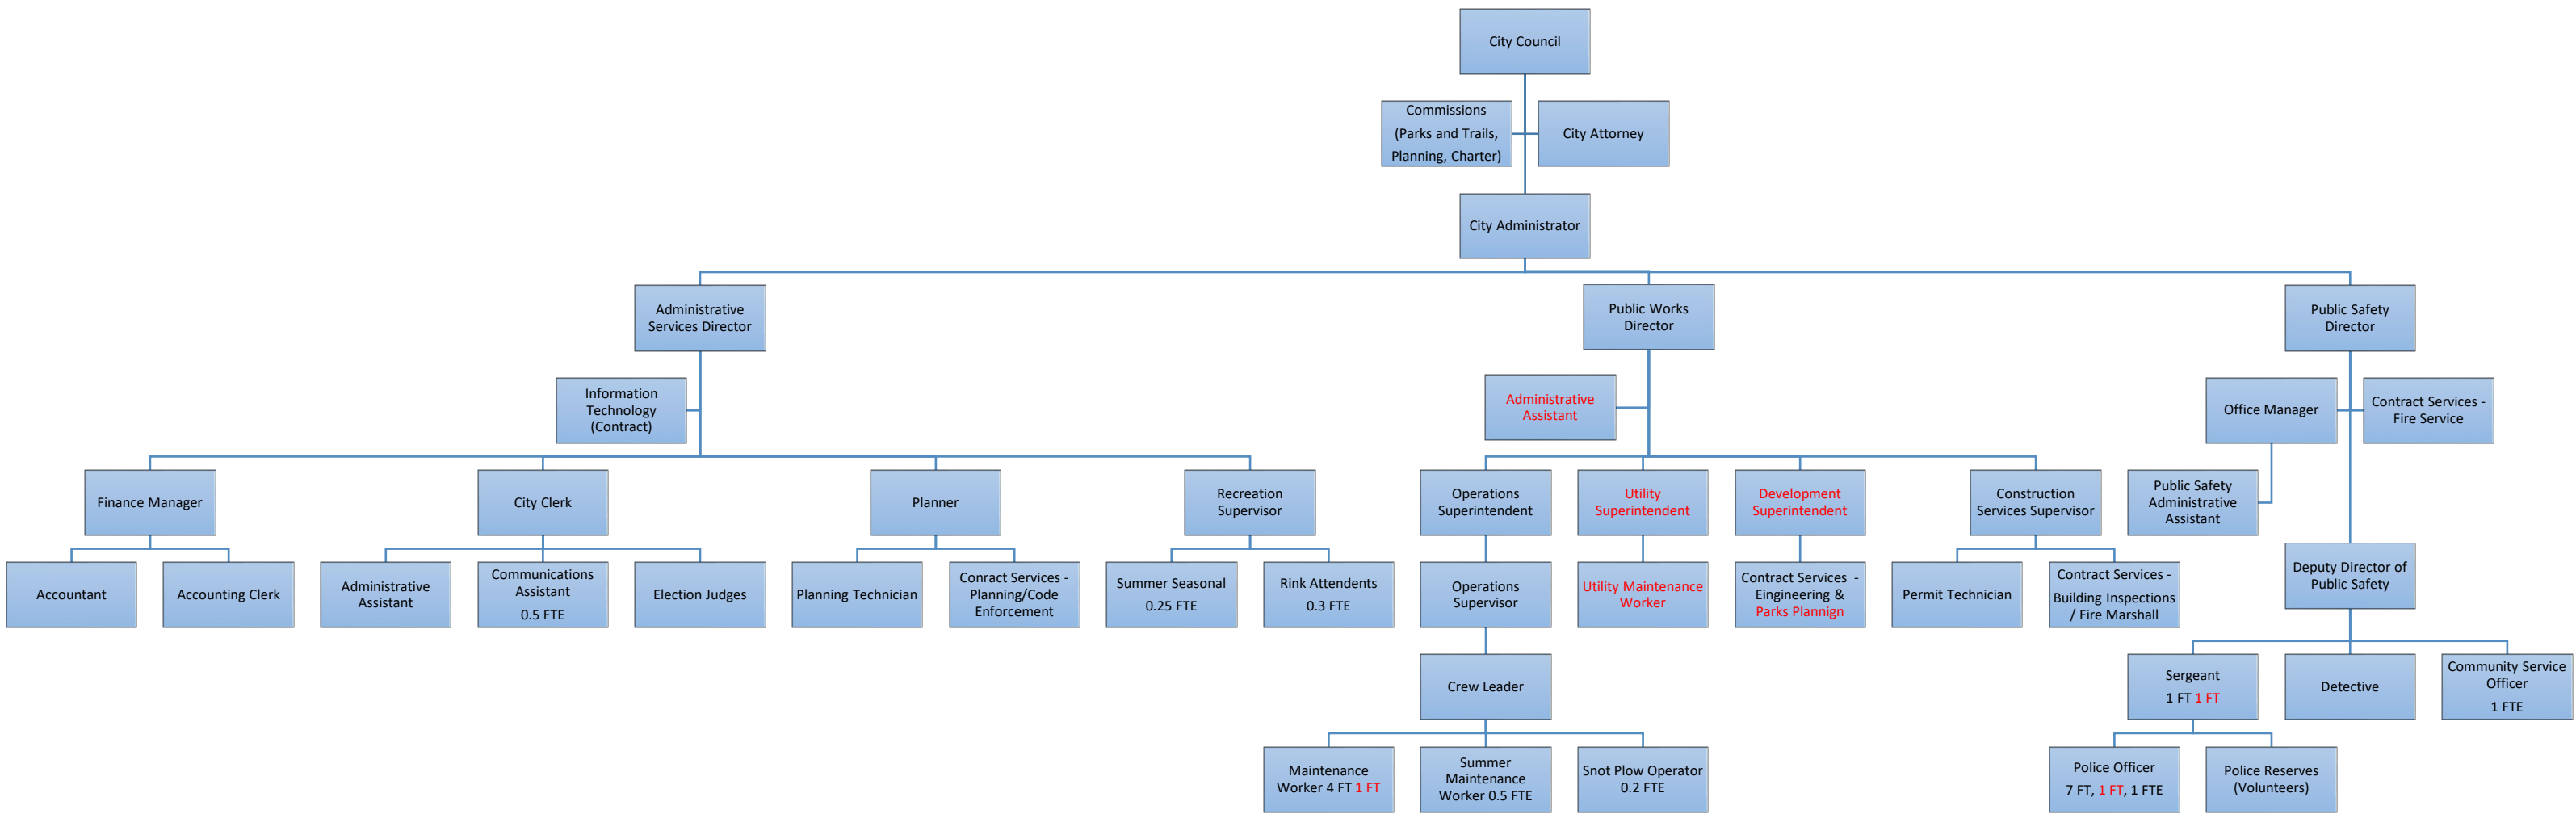 City Council
Commissions
(Parks and Trails,
Planning, Charter)
City Attorney
City Administrator
Administrative
Services Director
Public Works
Director
Public Safety
Director
Information
Technology
(Contract)
Administrative
Assistant
Office Manager
Contract Services -
Fire Service
Finance Manager
City Clerk
Planner
Recreation
Supervisor
Operations
Superintendent
Utility
Superintendent
Development
Superintendent
Construction
Services Supervisor
Public Safety
Administrative
Assistant
Accountant
Accounting Clerk
Administrative
Assistant
Communications
Assistant
0.5 FTE
Election Judges
Planning Technician
Conract Services -
Planning/Code
Enforcement
Summer Seasonal
0.25 FTE
Rink Attendents
0.3 FTE
Operations
Supervisor
Utility Maintenance
Worker
Contract Services -
Eingineering &
Parks Plannign
Permit Technician
Contract Services -
Building Inspections
/ Fire Marshall
Deputy Director of
Public Safety
Crew Leader
Sergeant
1 FT 1 FT
Detective
Community Service
Officer
1 FTE
Maintenance
Worker 4 FT 1 FT
Summer
Maintenance
Worker 0.5 FTE
Snot Plow Operator
0.2 FTE
Police Officer
7 FT, 1 FT, 1 FTE
Police Reserves
(Volunteers)